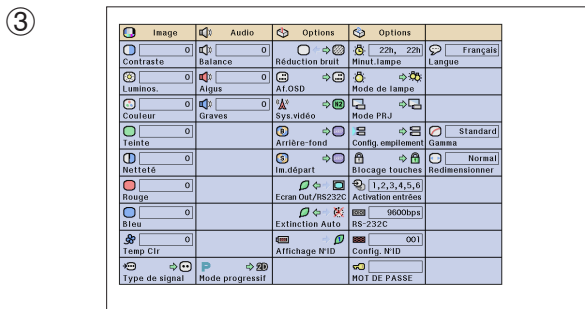 3
Image Audio Options Options
0 0 22h, 22h Français
Contraste Balance Réduction bruit Minut.lampe Langue
0 0
Luminos. Aigus Af.OSD Mode de lampe
0 0 N2
Couleur Graves Sys.vidéo Mode PRJ
0 B Standard
Teinte Arrière-fond Config. empilement Gamma
0 S Normal
Netteté Im.départ Blocage touches Redimensionner
0 1,2,3,4,5,6
Rouge Ecran Out/RS232C Activation entrées
0 9600bps
Bleu Extinction Auto RS-232C
0 001
Temp Clr Affichage N'ID Config. N'ID
P 2D
Type de signal Mode progressif MOT DE PASSE